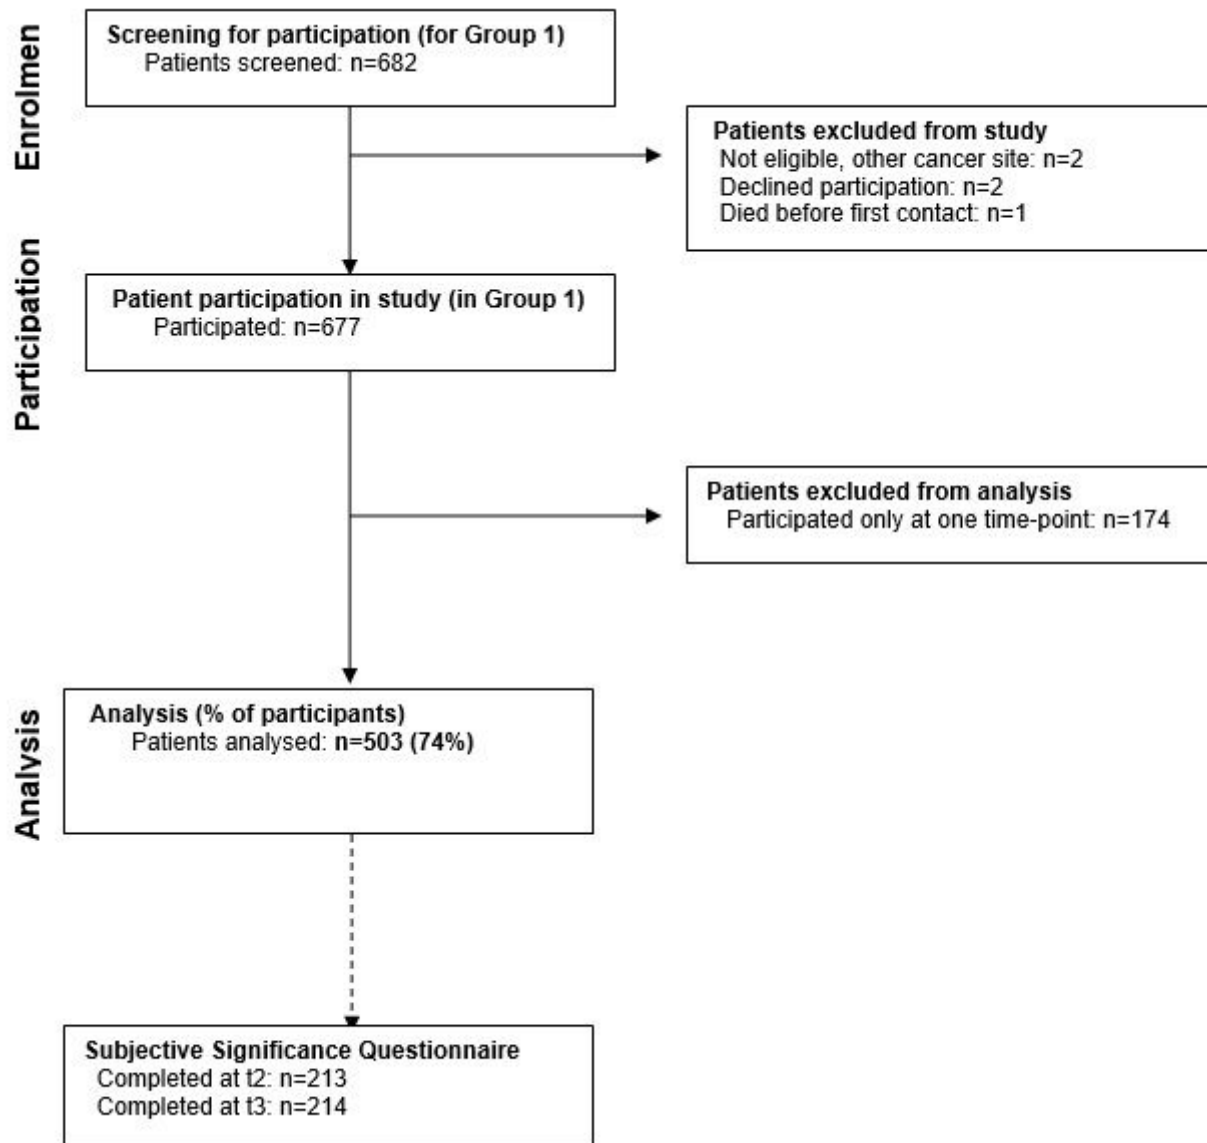 Enrolmen
Screening for participation (for Group 1)
Patients screened: n=682
Patients excluded from study
Not eligible, other cancer site: n=2
Declined participation: n=2
Died before first contact: n=1
Participation
Patient participation in study (in Group 1)
Participated: n=677
Patients excluded from analysis
Participated only at one time-point: n=174
Analysis
Analysis (% of participants)
Patients analysed: n=503 (74%)
Subjective Significance Questionnaire
Completed at t2: n=213
Completed at t3: n=214